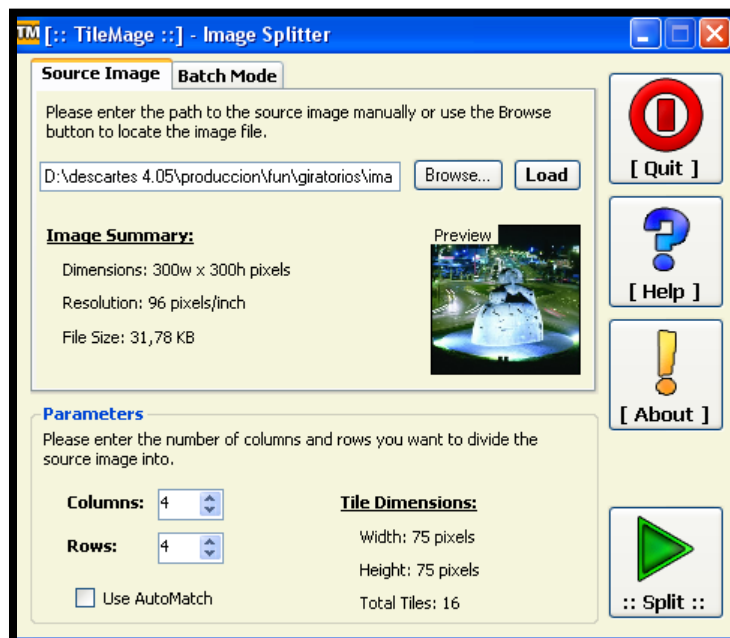 TM [:: TileMage ::] - Image Splitter
Source Image
Batch Mode
Please enter the path to the source image manually or use the Browse
button to locate the image file.
D:\descartes 4.05\produccion\fun\giratorios\ima
Browse...
Load
Image Summary:
Dimensions: 300w x 300h pixels
Resolution: 96 pixels/inch
File Size: 31,78 KB
Preview
Parameters
Please enter the number of columns and rows you want to divide the
source image into.
Columns: 4
Rows: 4
Use AutoMatch
Tile Dimensions:
Width: 75 pixels
Height: 75 pixels
Total Tiles: 16
[ Quit ]
[ Help ]
[ About ]
:: Split ::